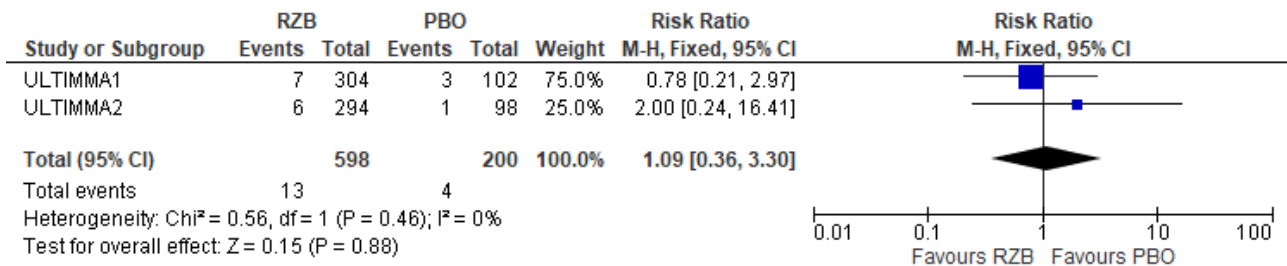 RZB PBO Risk Ratio Risk Ratio
Study or Subgroup Events Total Events Total Weight M-H, Fixed, 95% CI M-H, Fixed, 95% CI
ULTIMMA1 7 304 3 102 75.0% 0.78 [0.21, 2.97]
ULTIMMA2 6 294 1 98 25.0% 2.00 [0.24, 16.41]
Total (95% CI) 598 200 100.0% 1.09 [0.36, 3.30]
Total events 13 4
Heterogeneity: Chi² = 0.56, df = 1 (P = 0.46); I² = 0%
Test for overall effect: Z = 0.15 (P = 0.88)
0.01 0.1 1 10 100
Favours RZB Favours PBO